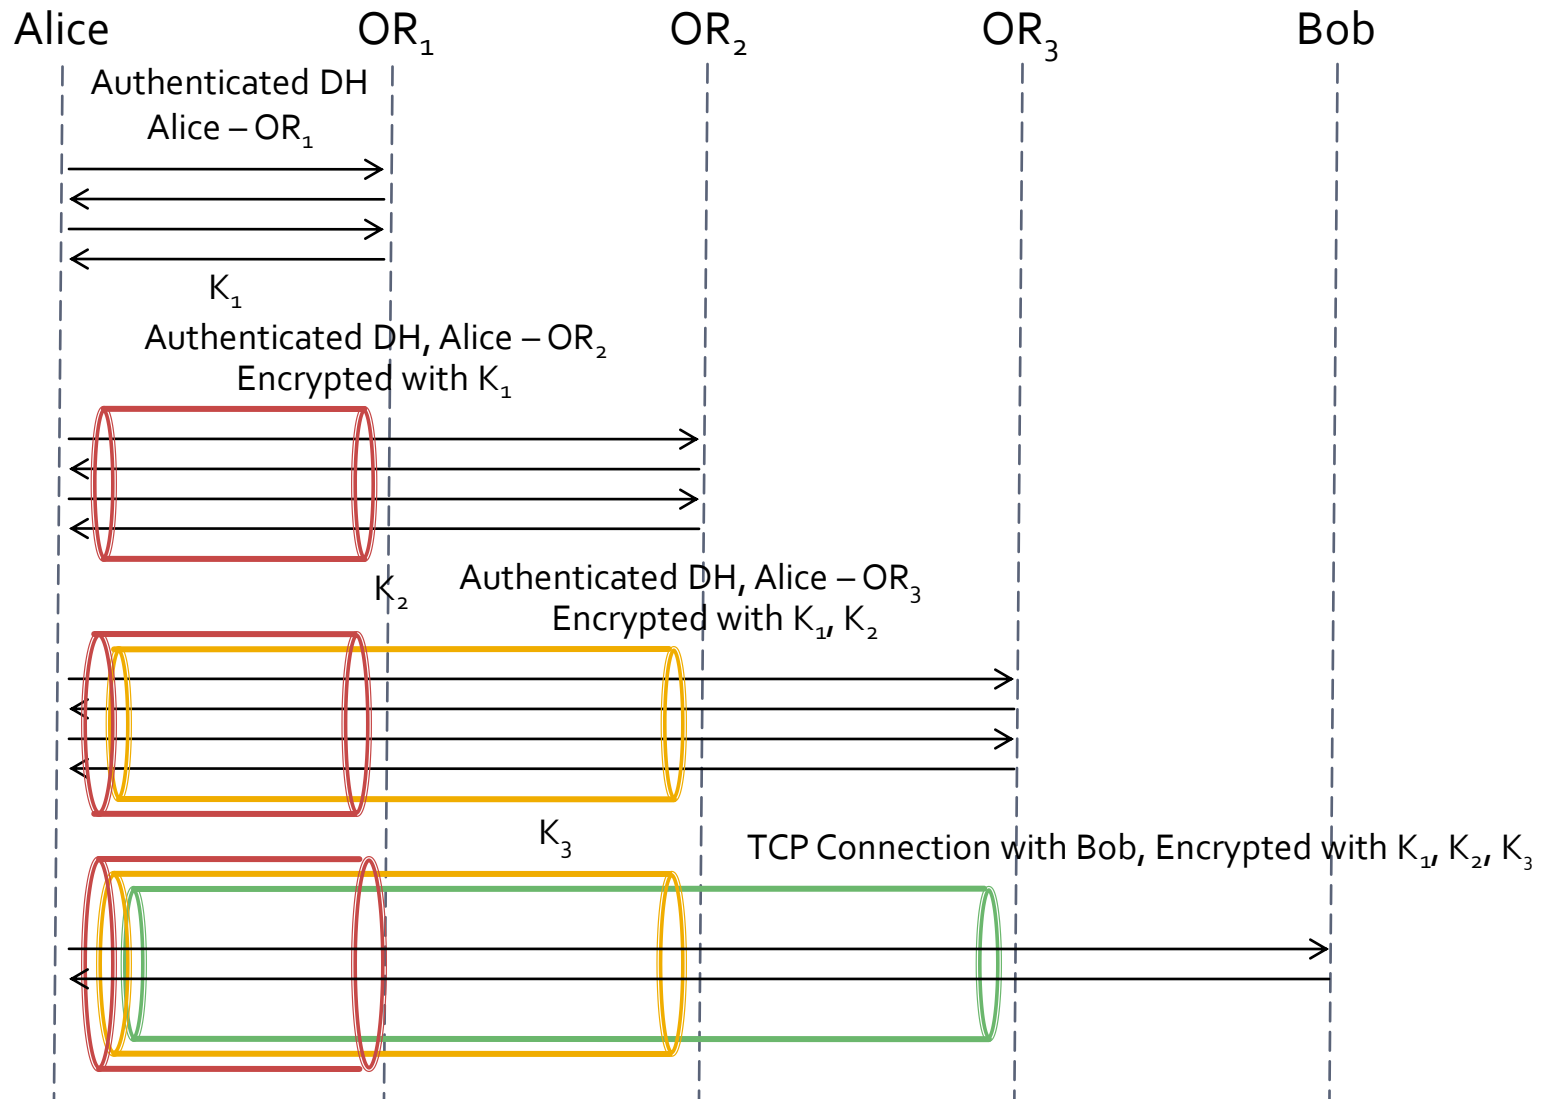 Alice OR₁ OR₂ OR₃ Bob
Authenticated DH
Alice – OR₁
K₁
Authenticated DH, Alice – OR₂
Encrypted with K₁
K₂
Authenticated DH, Alice – OR₃
Encrypted with K₁, K₂
K₃
TCP Connection with Bob, Encrypted with K₁, K₂, K₃